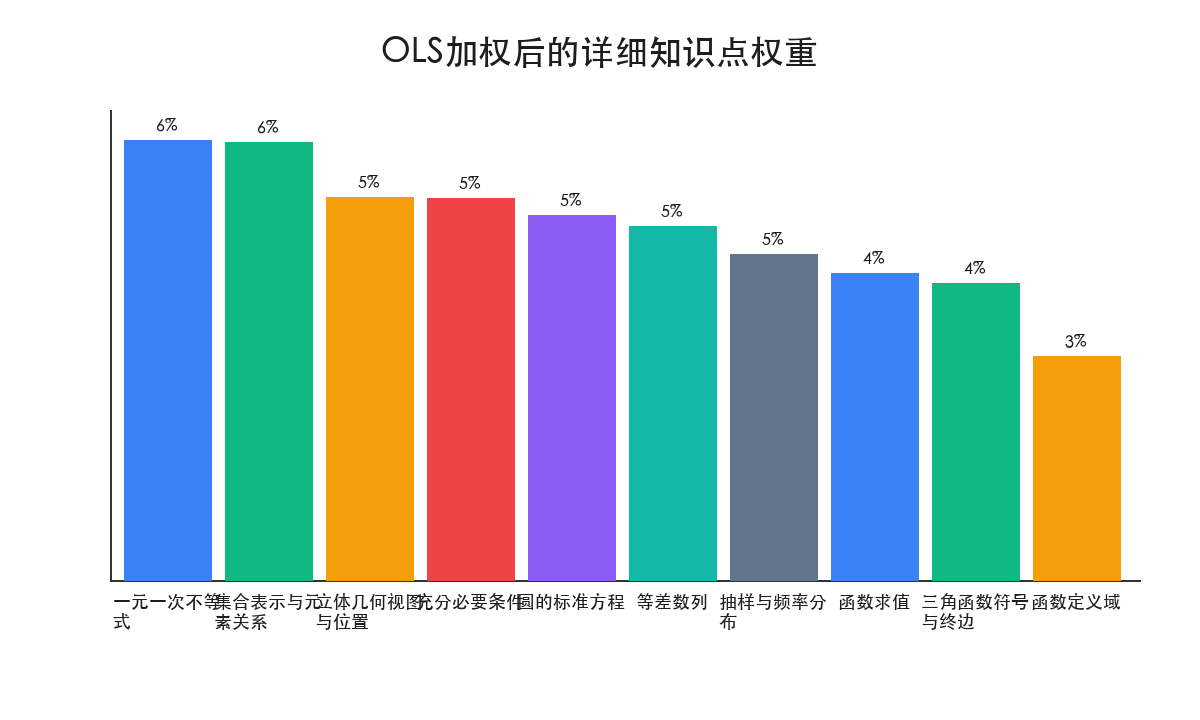 OLS加权后的详细知识点权重
6%
6%
5%
5%
5%
5%
5%
4%
4%
3%
一元一次不等
式
集合表示与元
素关系
立体几何视图
与位置
充分必要条件
圆的标准方程
等差数列
抽样与频率分
布
函数求值
三角函数符号
与终边
函数定义域